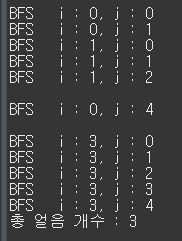 BFS i : 0, j : 0
BFS i : 0, j : 1
BFS i : 1, j : 0
BFS i : 1, j : 1
BFS i : 1, j : 2
BFS i : 0, j : 4
BFS i : 3, j : 0
BFS i : 3, j : 1
BFS i : 3, j : 2
BFS i : 3, j : 3
BFS i : 3, j : 4
총 얼음 개수 : 3